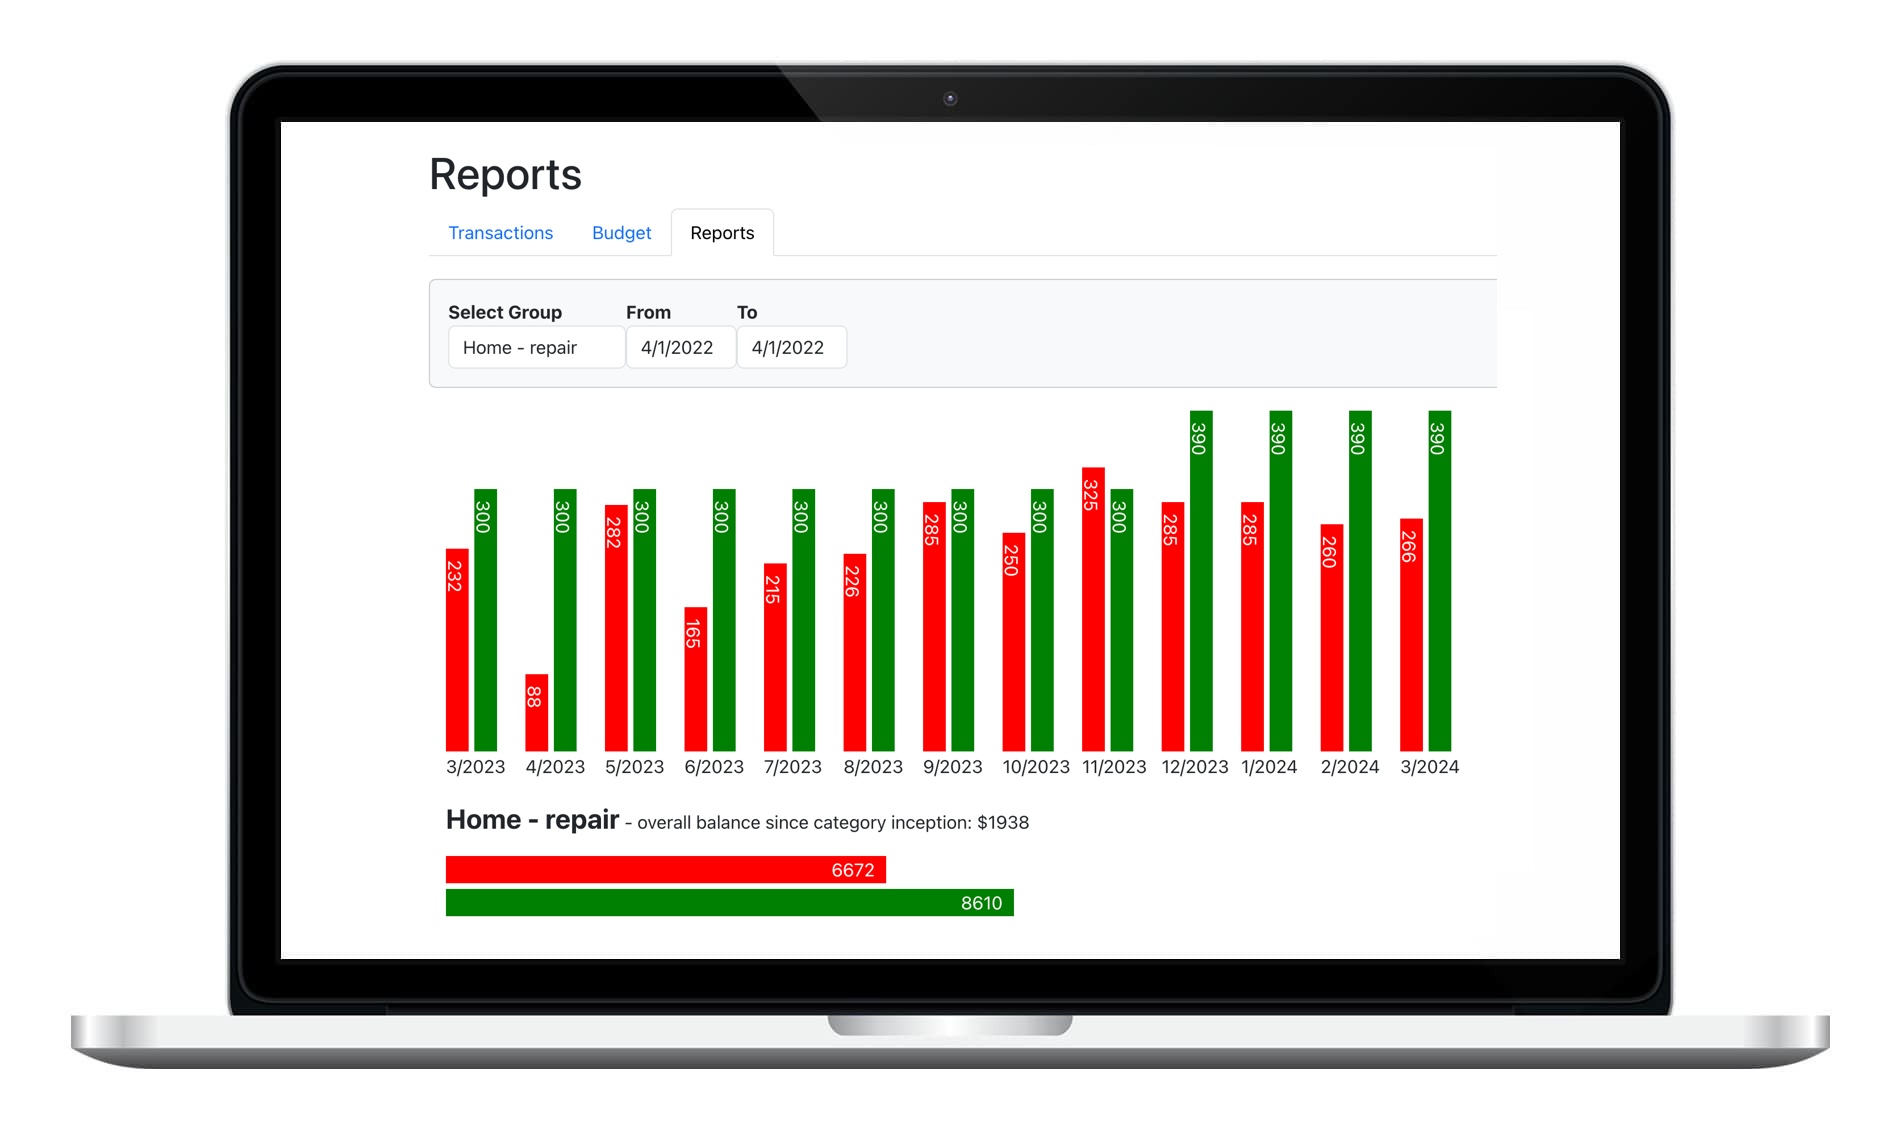 Reports
Transactions Budget Reports
Select Group From To
Home - repair 4/1/2022 4/1/2022
232 300 88 300 282 300 165 300 215 300 226 300 285 300 250 300 325 300 285 390 285 390 260 390 266 390
3/2023 4/2023 5/2023 6/2023 7/2023 8/2023 9/2023 10/2023 11/2023 12/2023 1/2024 2/2024 3/2024
Home - repair - overall balance since category inception: $1938
6672
8610